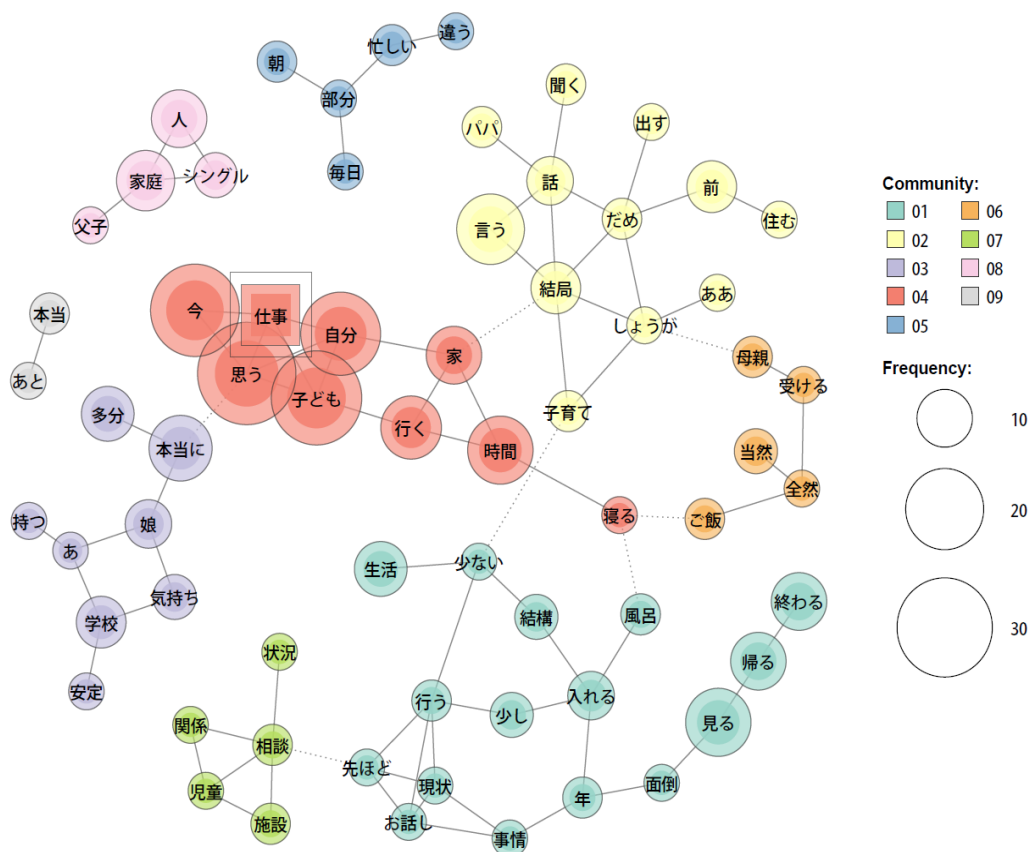 違う
忙しい
朝
部分
毎日
人
家庭
シングル
父子
聞く
パパ
出す
話
前
言う
だめ
住む
結局
ああ
しょうが
母親
受ける
子育て
当然
全然
ご飯
今
仕事
自分
思う
子ども
家
行く
時間
寝る
本当
あと
多分
本当に
持つ
娘
あ
気持ち
学校
安定
生活
少ない
結構
風呂
終わる
帰る
見る
入れる
少し
行う
先ほど
現状
お話し
事情
年
面倒
状況
関係
相談
児童
施設
Community:
01
06
02
07
03
08
04
09
05
Frequency:
10
20
30